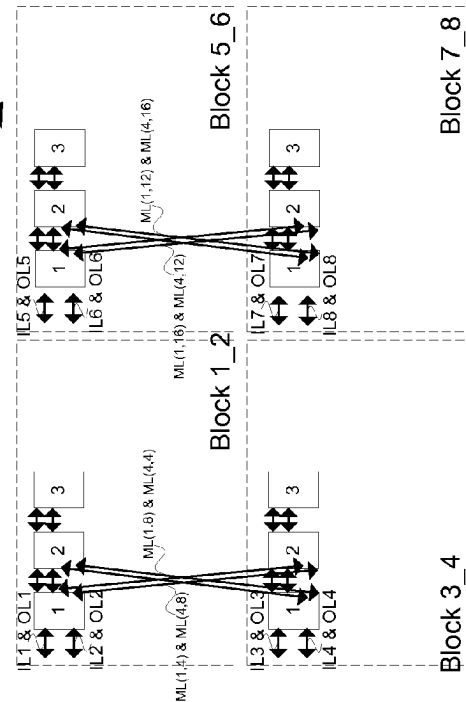 IL1 & OL1
IL2 & OL2
1
2
3
ML(1,4) & ML(4,8)
ML(1.8) & ML(4.4)
Block 1_2
IL3 & OL3
IL4 & OL4
1
2
3
Block 3_4
IL5 & OL5
IL6 & OL6
1
2
3
ML(1,16) & ML(4,12)
ML(1,12) & ML(4,16)
Block 5_6
IL7 & OL7
IL8 & OL8
1
2
3
Block 7_8